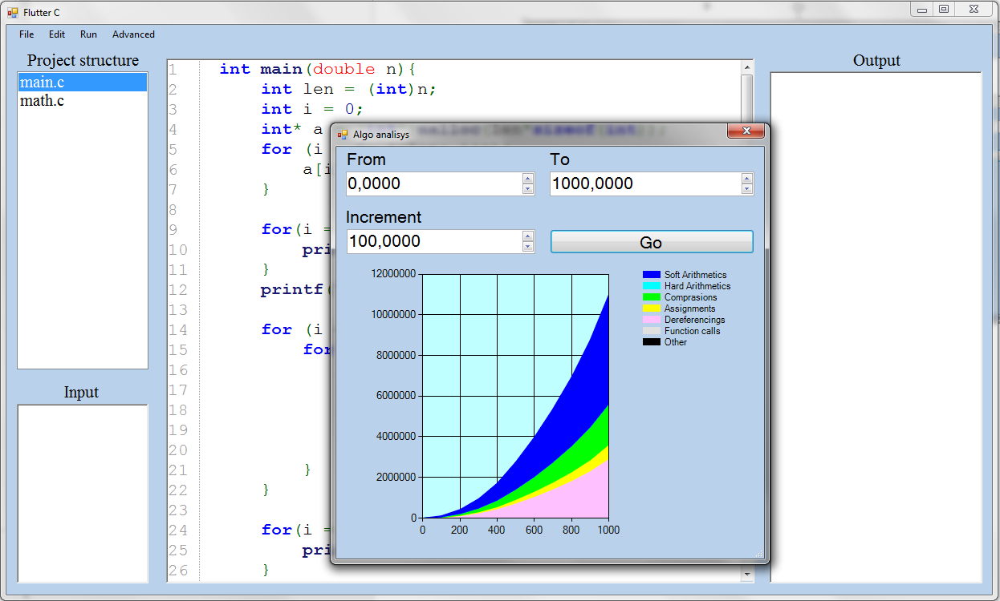 Flutter C
File Edit Run Advanced
Project structure
main.c
math.c
Input
1 int main(double n){
2 int len = (int)n;
3 int i = 0;
4 int* a malloc(len*sizeof(int));
5 for (i
6 a[i
7 }
8
9 for(i =
10 pri
11 }
12 printf(
13
14 for (i
15 for
16
17
18
19
20
21 }
22 }
23
24 for(i =
25 pri
26 }
Output
Algo analisys
From To
0,0000 1000,0000
Increment
100,0000 Go
12000000
10000000
8000000
6000000
4000000
2000000
0
0 200 400 600 800 1000
Soft Arithmetics
Hard Arithmetics
Comprasions
Assignments
Dereferencings
Function calls
Other